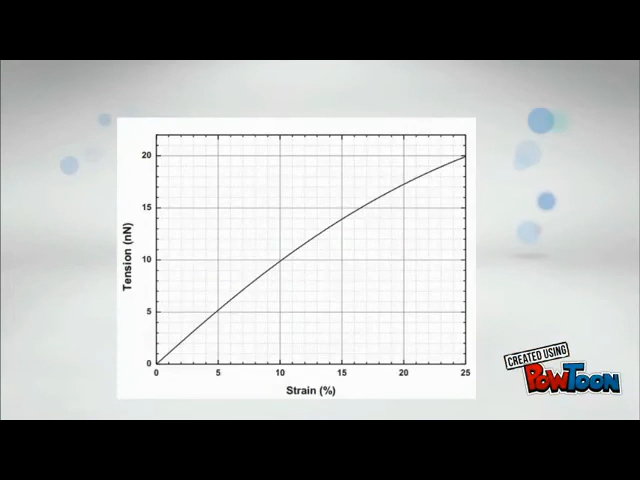 20
15
10
5
0
Tension (nN)
0 5 10 15 20 25
Strain (%)
CREATED USING
POWTOON